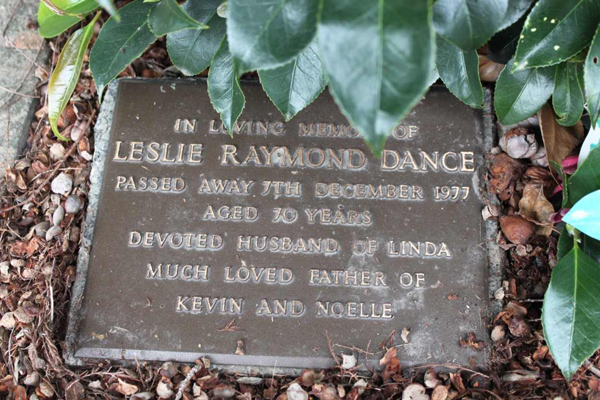 IN LOVING MEMORY OF
LESLIE RAYMOND DANCE
PASSED AWAY 7TH DECEMBER 1977
AGED 70 YEARS
DEVOTED HUSBAND OF LINDA
MUCH LOVED FATHER OF
KEVIN AND NOELLE